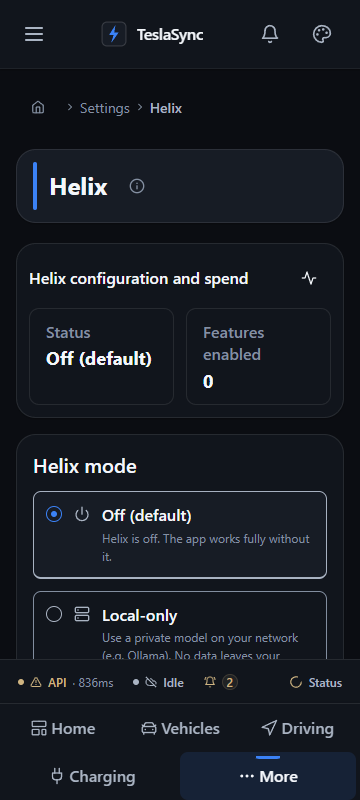 TeslaSync
Settings Helix
Helix
Helix configuration and spend
Status
Off (default)
Features
enabled
0
Helix mode
Off (default)
Helix is off. The app works fully without
it.
Local-only
Use a private model on your network
(e.g. Ollama). No data leaves your
API · 836ms Idle 2 Status
Home Vehicles Driving
Charging More